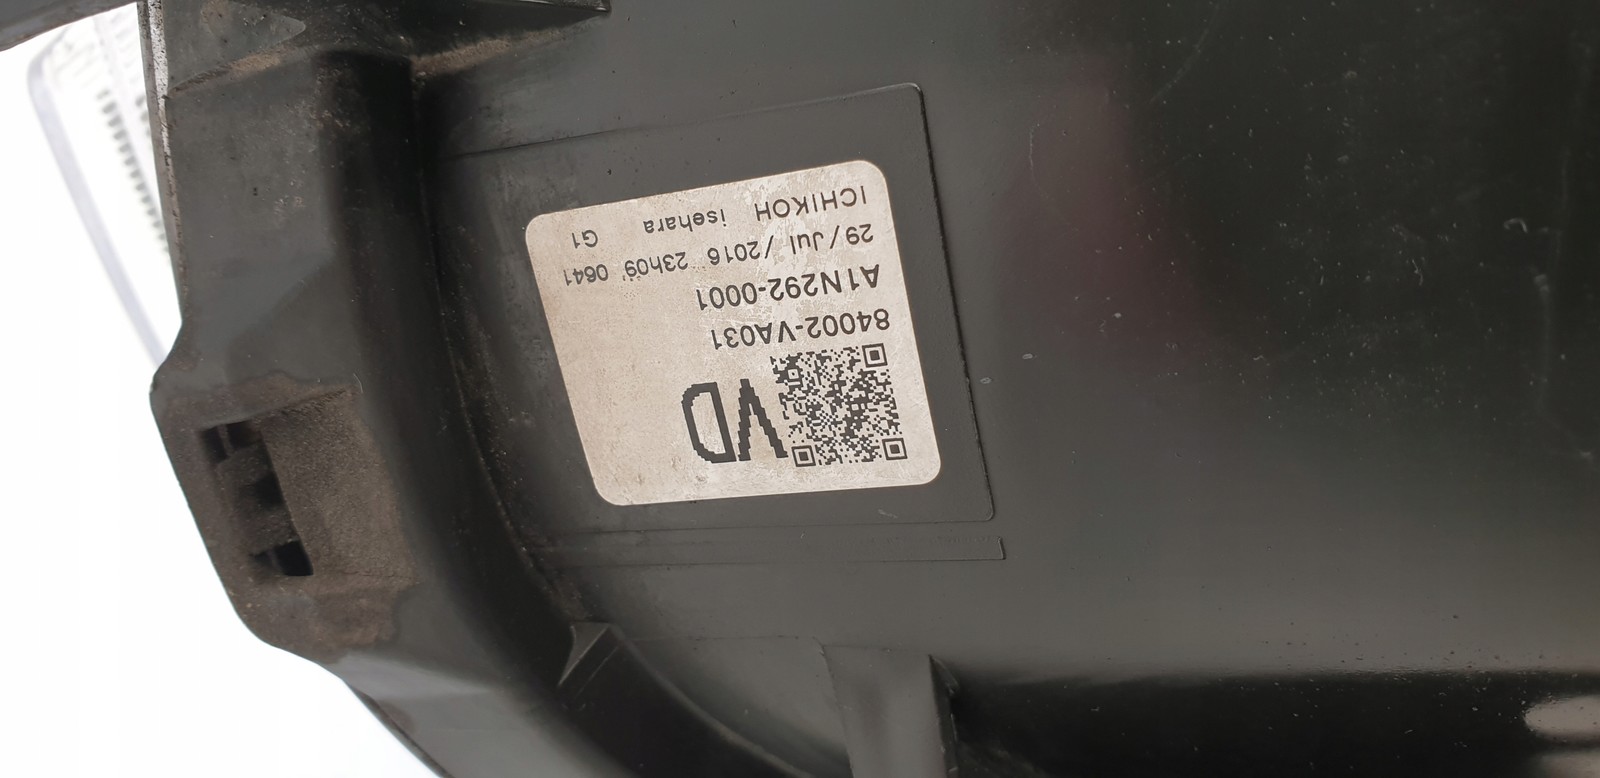 VD
84002-VA031
A1N292-0001
29/Jul/2016 23h09 0641
ICHIKOH isehara G1